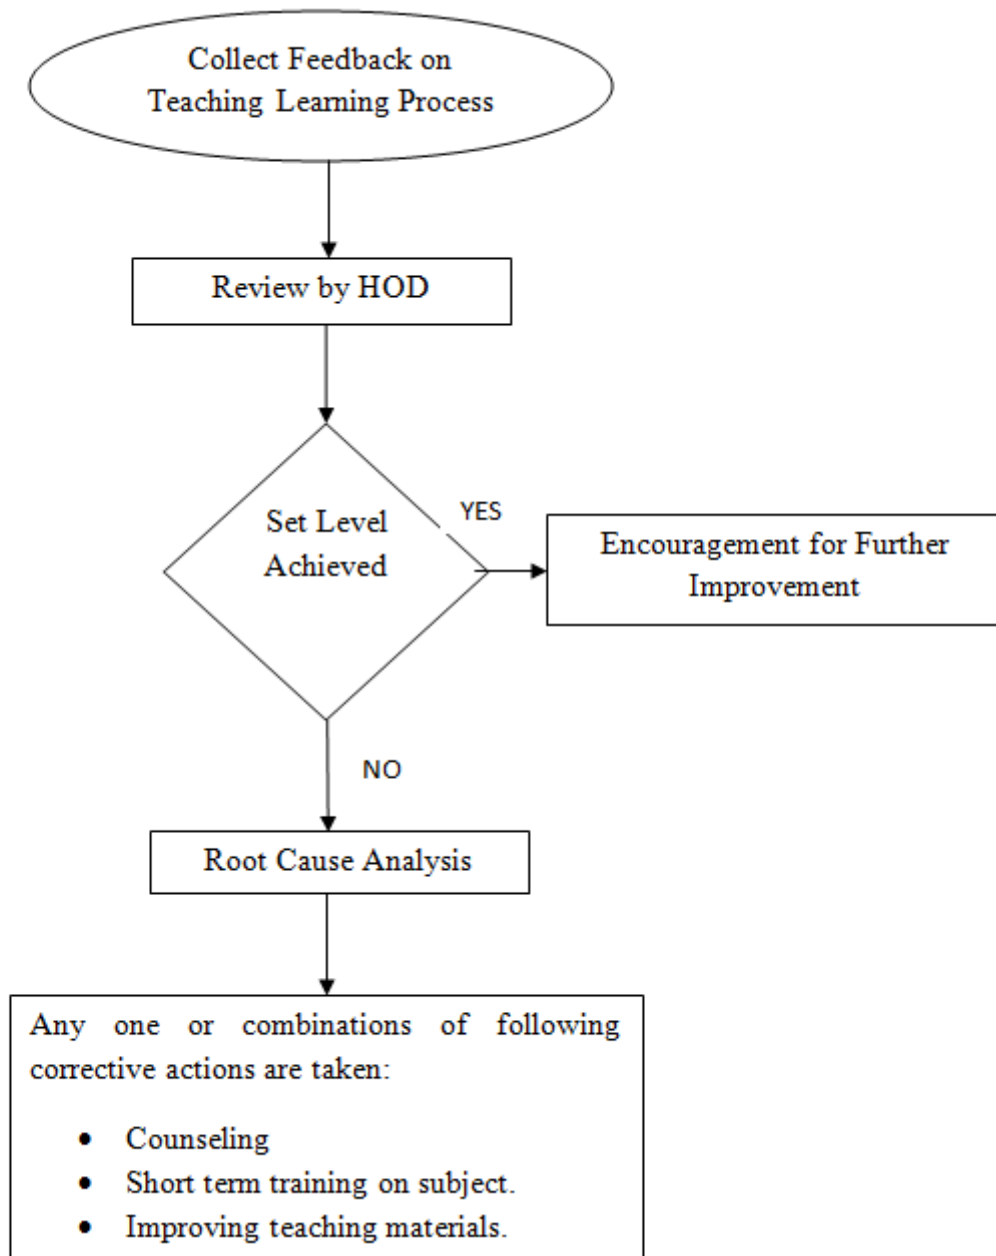 Collect Feedback on
Teaching Learning Process
Review by HOD
Set Level
Achieved
YES
Encouragement for Further
Improvement
NO
Root Cause Analysis
Any one or combinations of following
corrective actions are taken:
• Counseling
• Short term training on subject.
• Improving teaching materials.